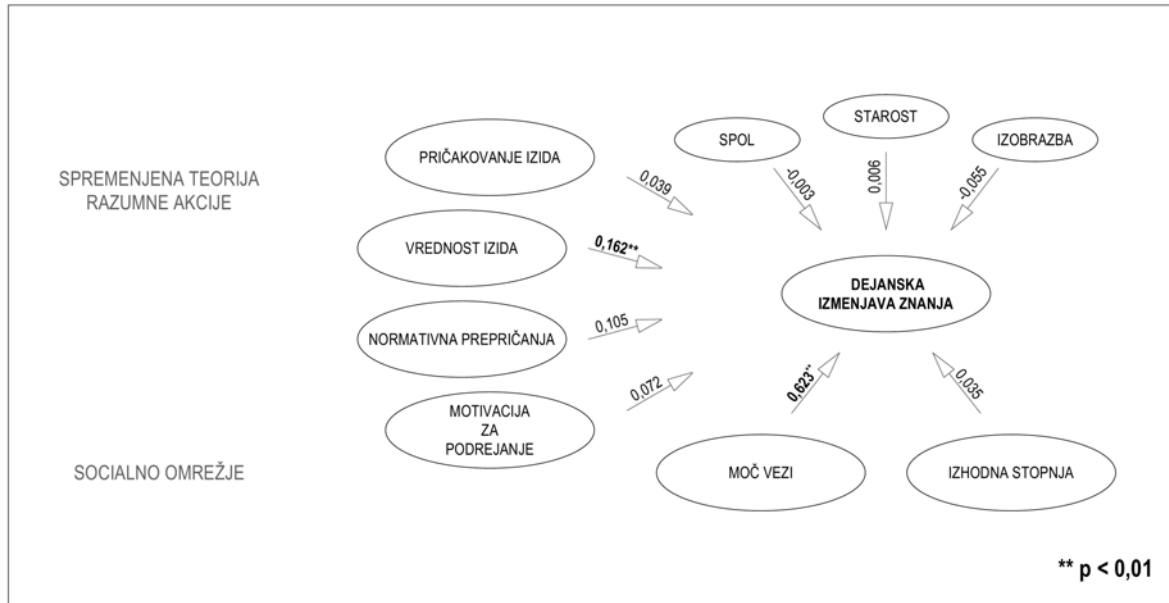 STAROST
SPOL
IZOBRAZBA
PRIČAKOVANJE IZIDA
SPREMENJENA TEORIJA
RAZUMNE AKCIJE
0,039
-0,003
0,006
-0,055
VREDNOST IZIDA
0,162**
DEJANSKA
IZMENJAVA ZNANJA
NORMATIVNA PREPRIČANJA
0,105
MOTIVACIJA
ZA
PODREJANJE
0,072
0,623**
0,035
SOCIALNO OMREŽJE
MOČ VEZI
IZHODNA STOPNJA
** p < 0,01